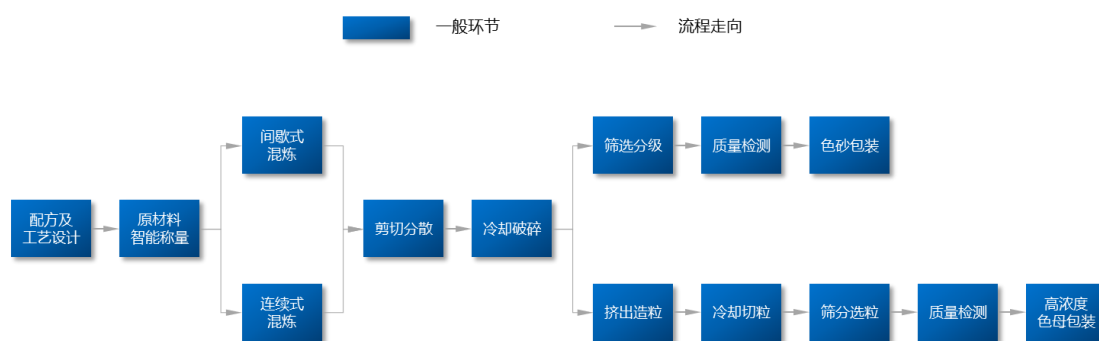 一般环节
流程走向
配方及
工艺设计
原材料
智能称量
间歇式
混炼
连续式
混炼
剪切分散
冷却破碎
筛选分级
质量检测
色砂包装
挤出造粒
冷却切粒
筛分选粒
质量检测
高浓度
色母包装